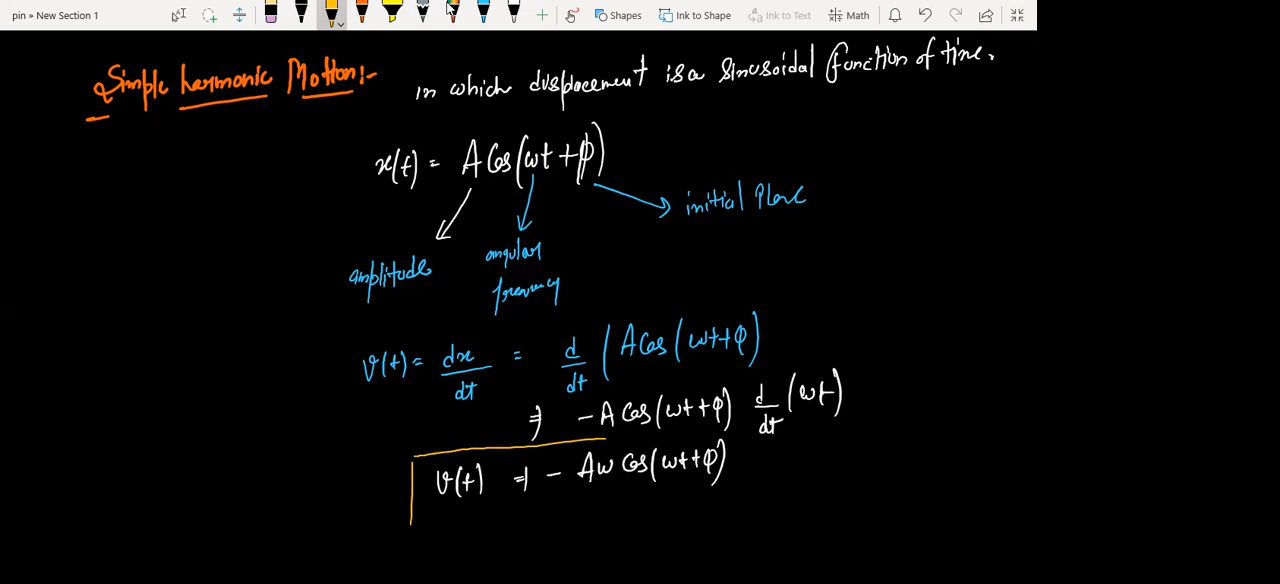 pin » New Section 1
Shapes
Ink to Shape
Ink to Text
Math
Simple harmonic Motion:-
in which displacement is a sinusoidal function of time.
x(t) = A Cos(ωt + φ)
initial
amplitude
angular
frequency
v(t) = dx/dt = d/dt (A Cos(ωt + φ)
⇒ - A Cos(ωt + φ) d/dt (ωt)
v(t) ⇒ - Aω Cos(ωt + φ)